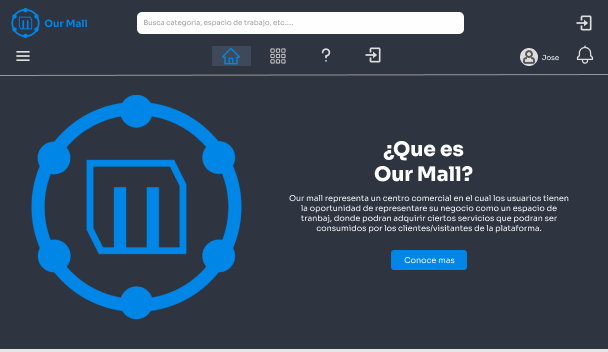 Our Mall
Busca categoria, espacio de trabajo, etc....
?
Jose
¿Que es
Our Mall?
Our mall representa un centro comercial en el cual los usuarios tienen
la oportunidad de representare su negocio como un espacio de
tranbaj, donde podran adquirir ciertos servicios que podran ser
consumidos por los clientes/visitantes de la plataforma.
Conoce mas